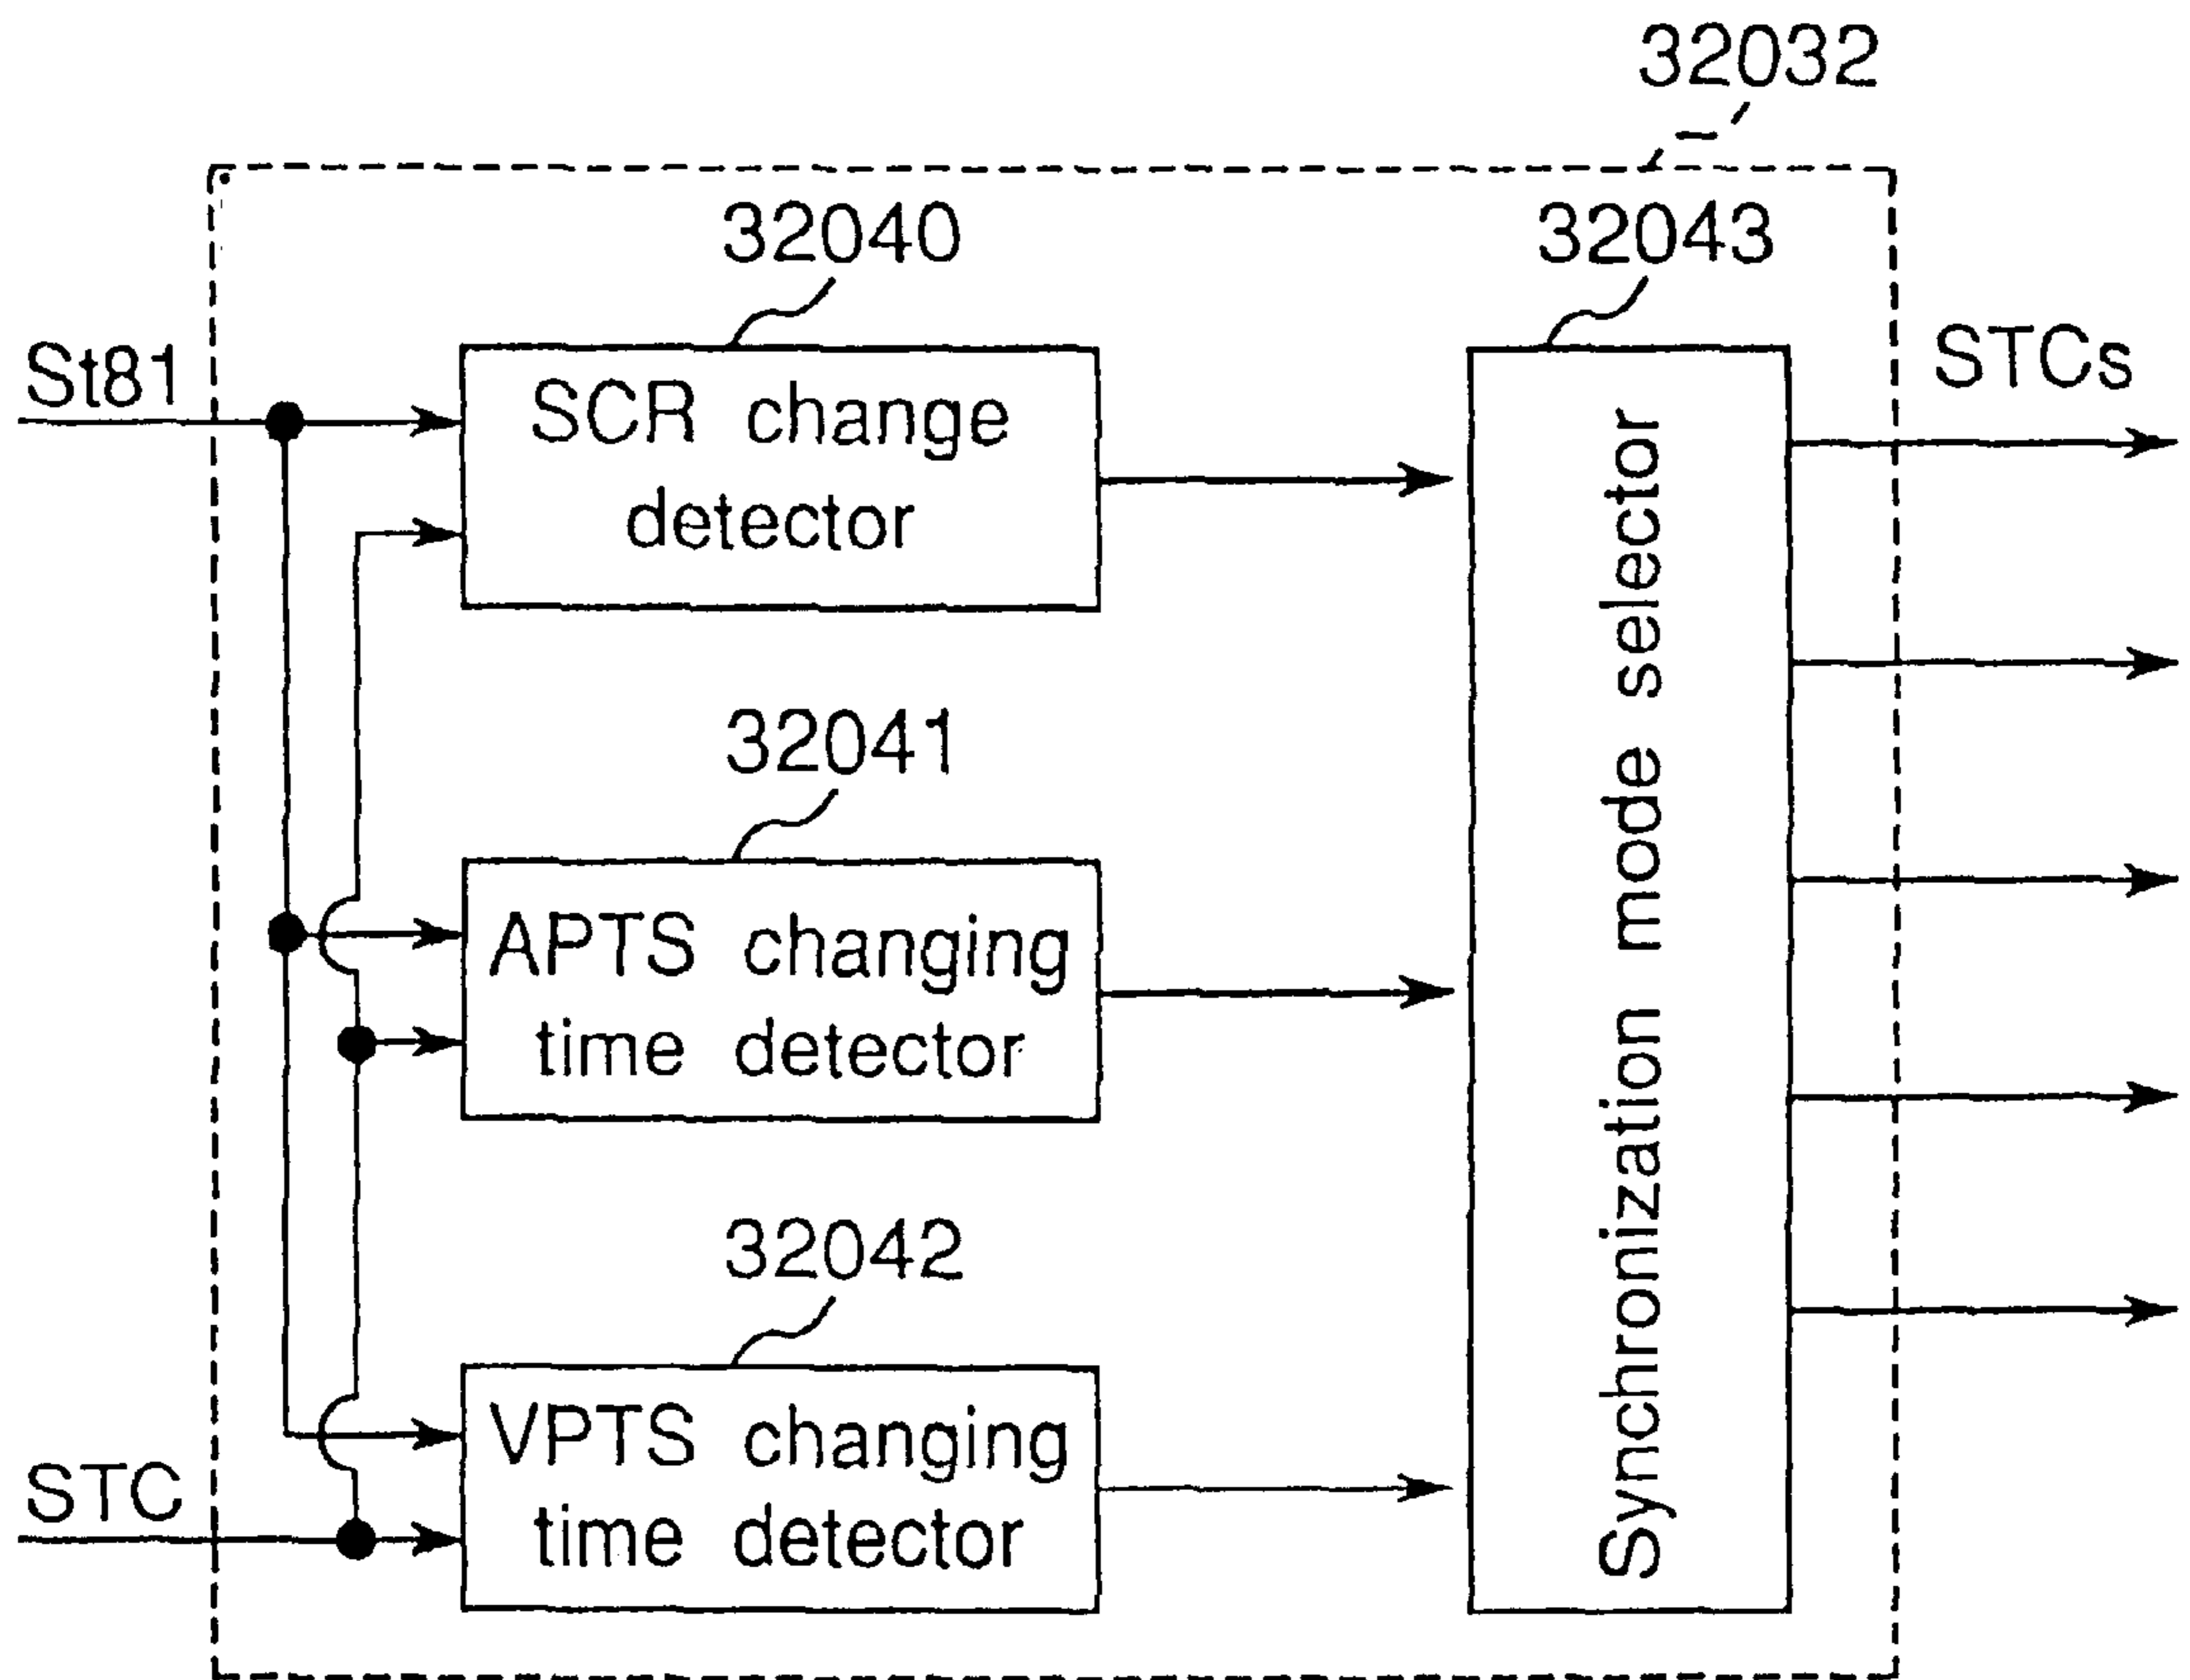 32032
32040
32043
St81
SCR change
detector
STCs
32041
APTS changing
time detector
Synchronization mode selector
32042
VPTS changing
time detector
STC